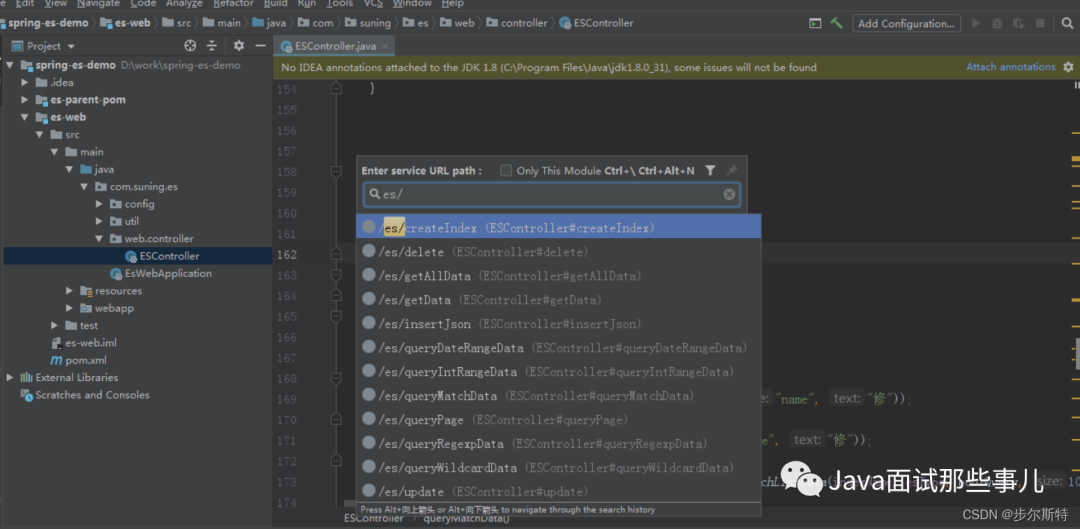 Edit View Navigate Code Analyze Refactor Build Run Tools VCS Window Help
spring-es-demo es-web src main java com suning es web controller ESController
Add Configuration...
Project
ESController.java
No IDEA annotations attached to the JDK 1.8 (C:\Program Files\Java\jdk1.8.0_31), some issues will not be found
Attach annotations
spring-es-demo D:\work\spring-es-demo
.idea
es-parent-pom
es-web
src
main
java
com.suning.es
config
util
web.controller
ESController
EsWebApplication
resources
webapp
test
es-web.iml
pom.xml
External Libraries
Scratches and Consoles
154 }
155
156
157
158
159
160
161
162
163
164
165
166
167
168
169
170
171
172
173
174
Enter service URL path : Only This Module Ctrl+\ Ctrl+Alt+N
es/
/es/createIndex (ESController#createIndex)
/es/delete (ESController#delete)
/es/getAllData (ESController#getAllData)
/es/getData (ESController#getData)
/es/insertJson (ESController#insertJson)
/es/queryDateRangeData (ESController#queryDateRangeData)
/es/queryIntRangeData (ESController#queryIntRangeData)
/es/queryMatchData (ESController#queryMatchData)
/es/queryPage (ESController#queryPage)
/es/queryRegexpData (ESController#queryRegexpData)
/es/queryWildcardData (ESController#queryWildcardData)
/es/update (ESController#update)
Press Alt+向上箭头 or Alt+向下箭头 to navigate through the search history
"name", text: "修"));
text: "修"));
size: 10
ESController queryMatchData()
Java面试那些事儿
CSDN @步尔斯特